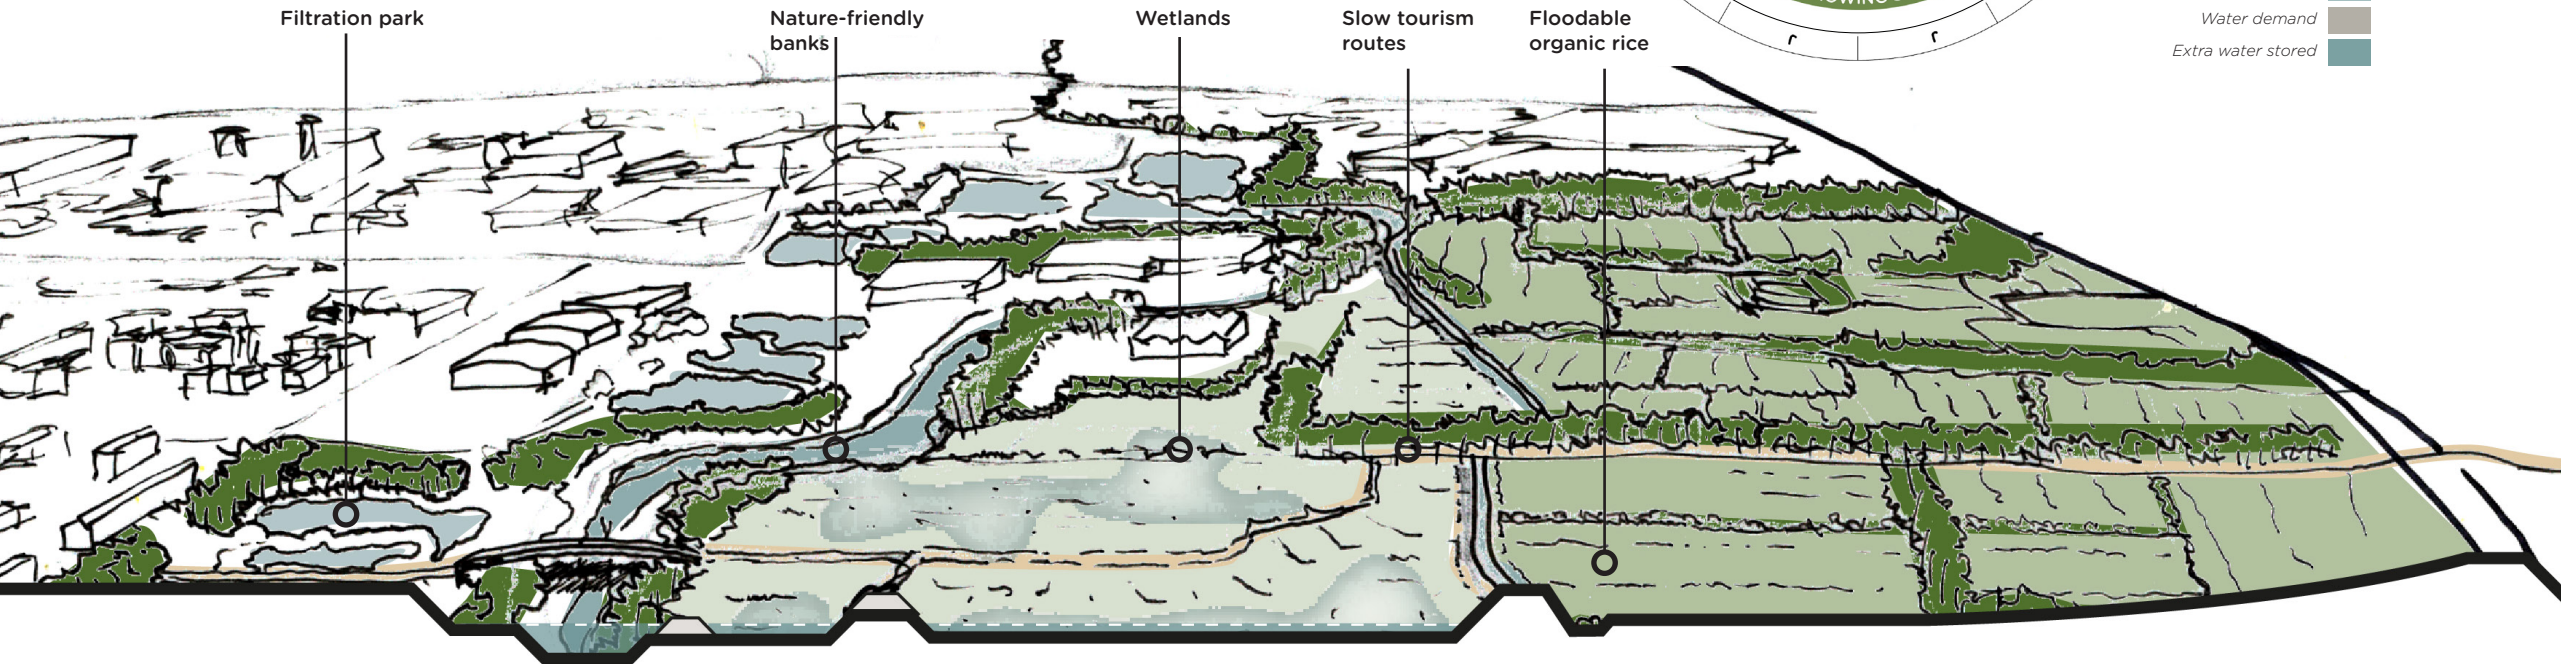 Filtration park
Nature-friendly
banks
Wetlands
Slow tourism
routes
Floodable
organic rice
J
J
Water demand
Extra water stored